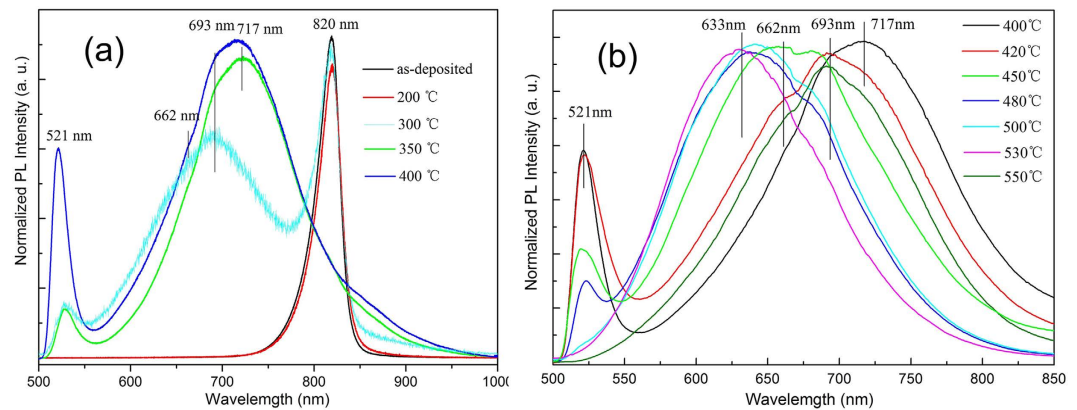 (a)
693 nm
717 nm
820 nm
662 nm
521 nm
as-deposited
200 ℃
300 ℃
350 ℃
400 ℃
Normalized PL Intensity (a. u.)
500 600 700 800 900 1000
Wavelength (nm)
(b)
633nm
662nm
693nm
717nm
521nm
400℃
420℃
450℃
480℃
500℃
530℃
550℃
Normalized PL Intensity (a. u.)
500 550 600 650 700 750 800 850
Wavelength (nm)